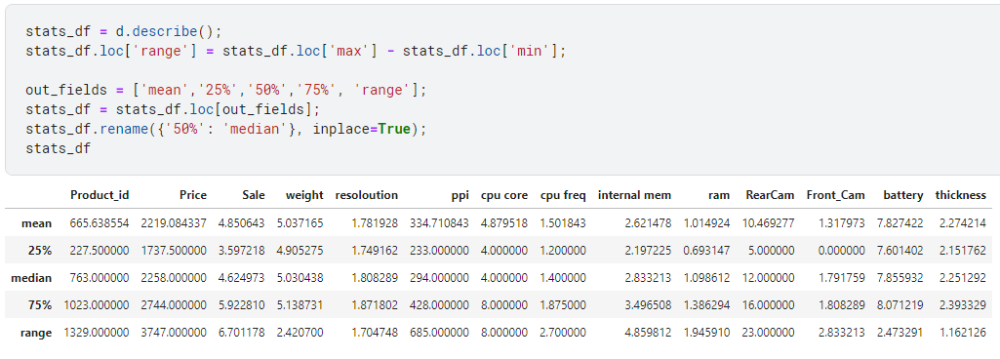 stats_df = d.describe();
stats_df.loc['range'] = stats_df.loc['max'] - stats_df.loc['min'];
out_fields = ['mean','25%','50%','75%', 'range'];
stats_df = stats_df.loc[out_fields];
stats_df.rename({'50%': 'median'}, inplace=True);
stats_df
Product_id Price Sale weight resoloution ppi cpu core cpu freq internal mem ram RearCam Front_Cam battery thickness
mean 665.638554 2219.084337 4.850643 5.037165 1.781928 334.710843 4.879518 1.501843 2.621478 1.014924 10.469277 1.317973 7.827422 2.274214
25% 227.500000 1737.500000 3.597218 4.905275 1.749162 233.000000 4.000000 1.200000 2.197225 0.693147 5.000000 0.000000 7.601402 2.151762
median 763.000000 2258.000000 4.624973 5.030438 1.808289 294.000000 4.000000 1.400000 2.833213 1.098612 12.000000 1.791759 7.855932 2.251292
75% 1023.000000 2744.000000 5.922810 5.138731 1.871802 428.000000 8.000000 1.875000 3.496508 1.386294 16.000000 1.808289 8.071219 2.393329
range 1329.000000 3747.000000 6.701178 2.420700 1.704748 685.000000 8.000000 2.700000 4.859812 1.945910 23.000000 2.833213 2.473291 1.162126